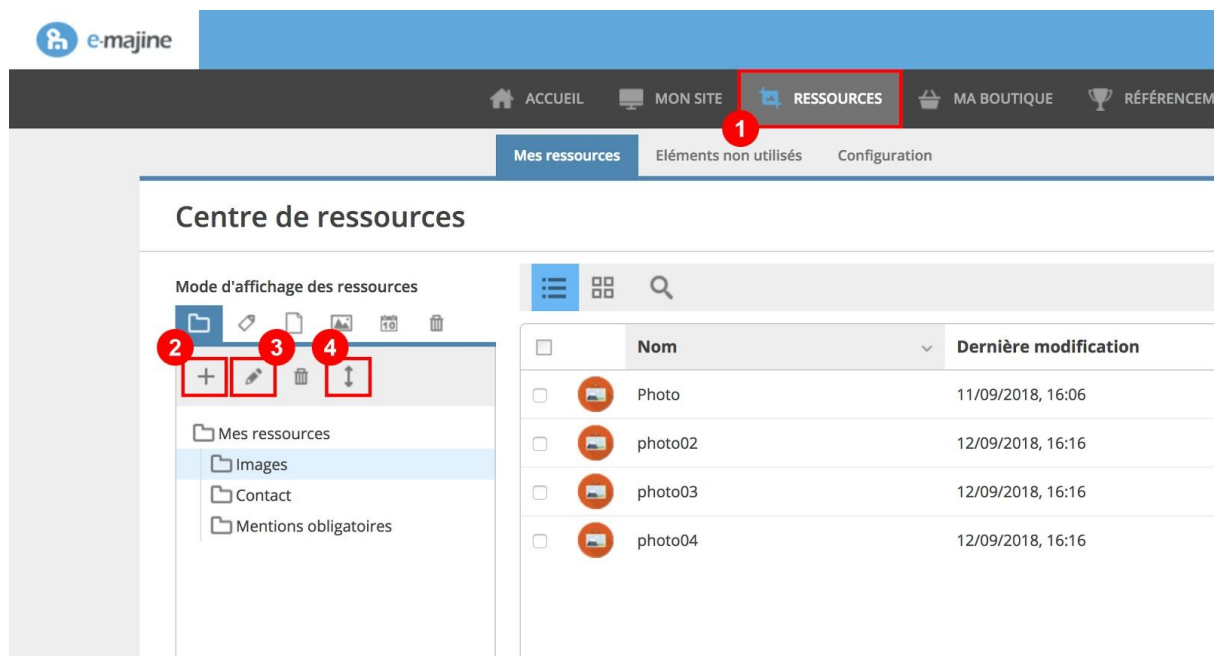 e-majine
ACCUEIL MON SITE RESSOURCES MA BOUTIQUE RÉFÉRENCEM
1
Mes ressources Eléments non utilisés Configuration
Centre de ressources
Mode d'affichage des ressources
10
2 3 4
Nom Dernière modification
Photo 11/09/2018, 16:06
Mes ressources
photo02 12/09/2018, 16:16
Images
Contact
photo03 12/09/2018, 16:16
Mentions obligatoires
photo04 12/09/2018, 16:16